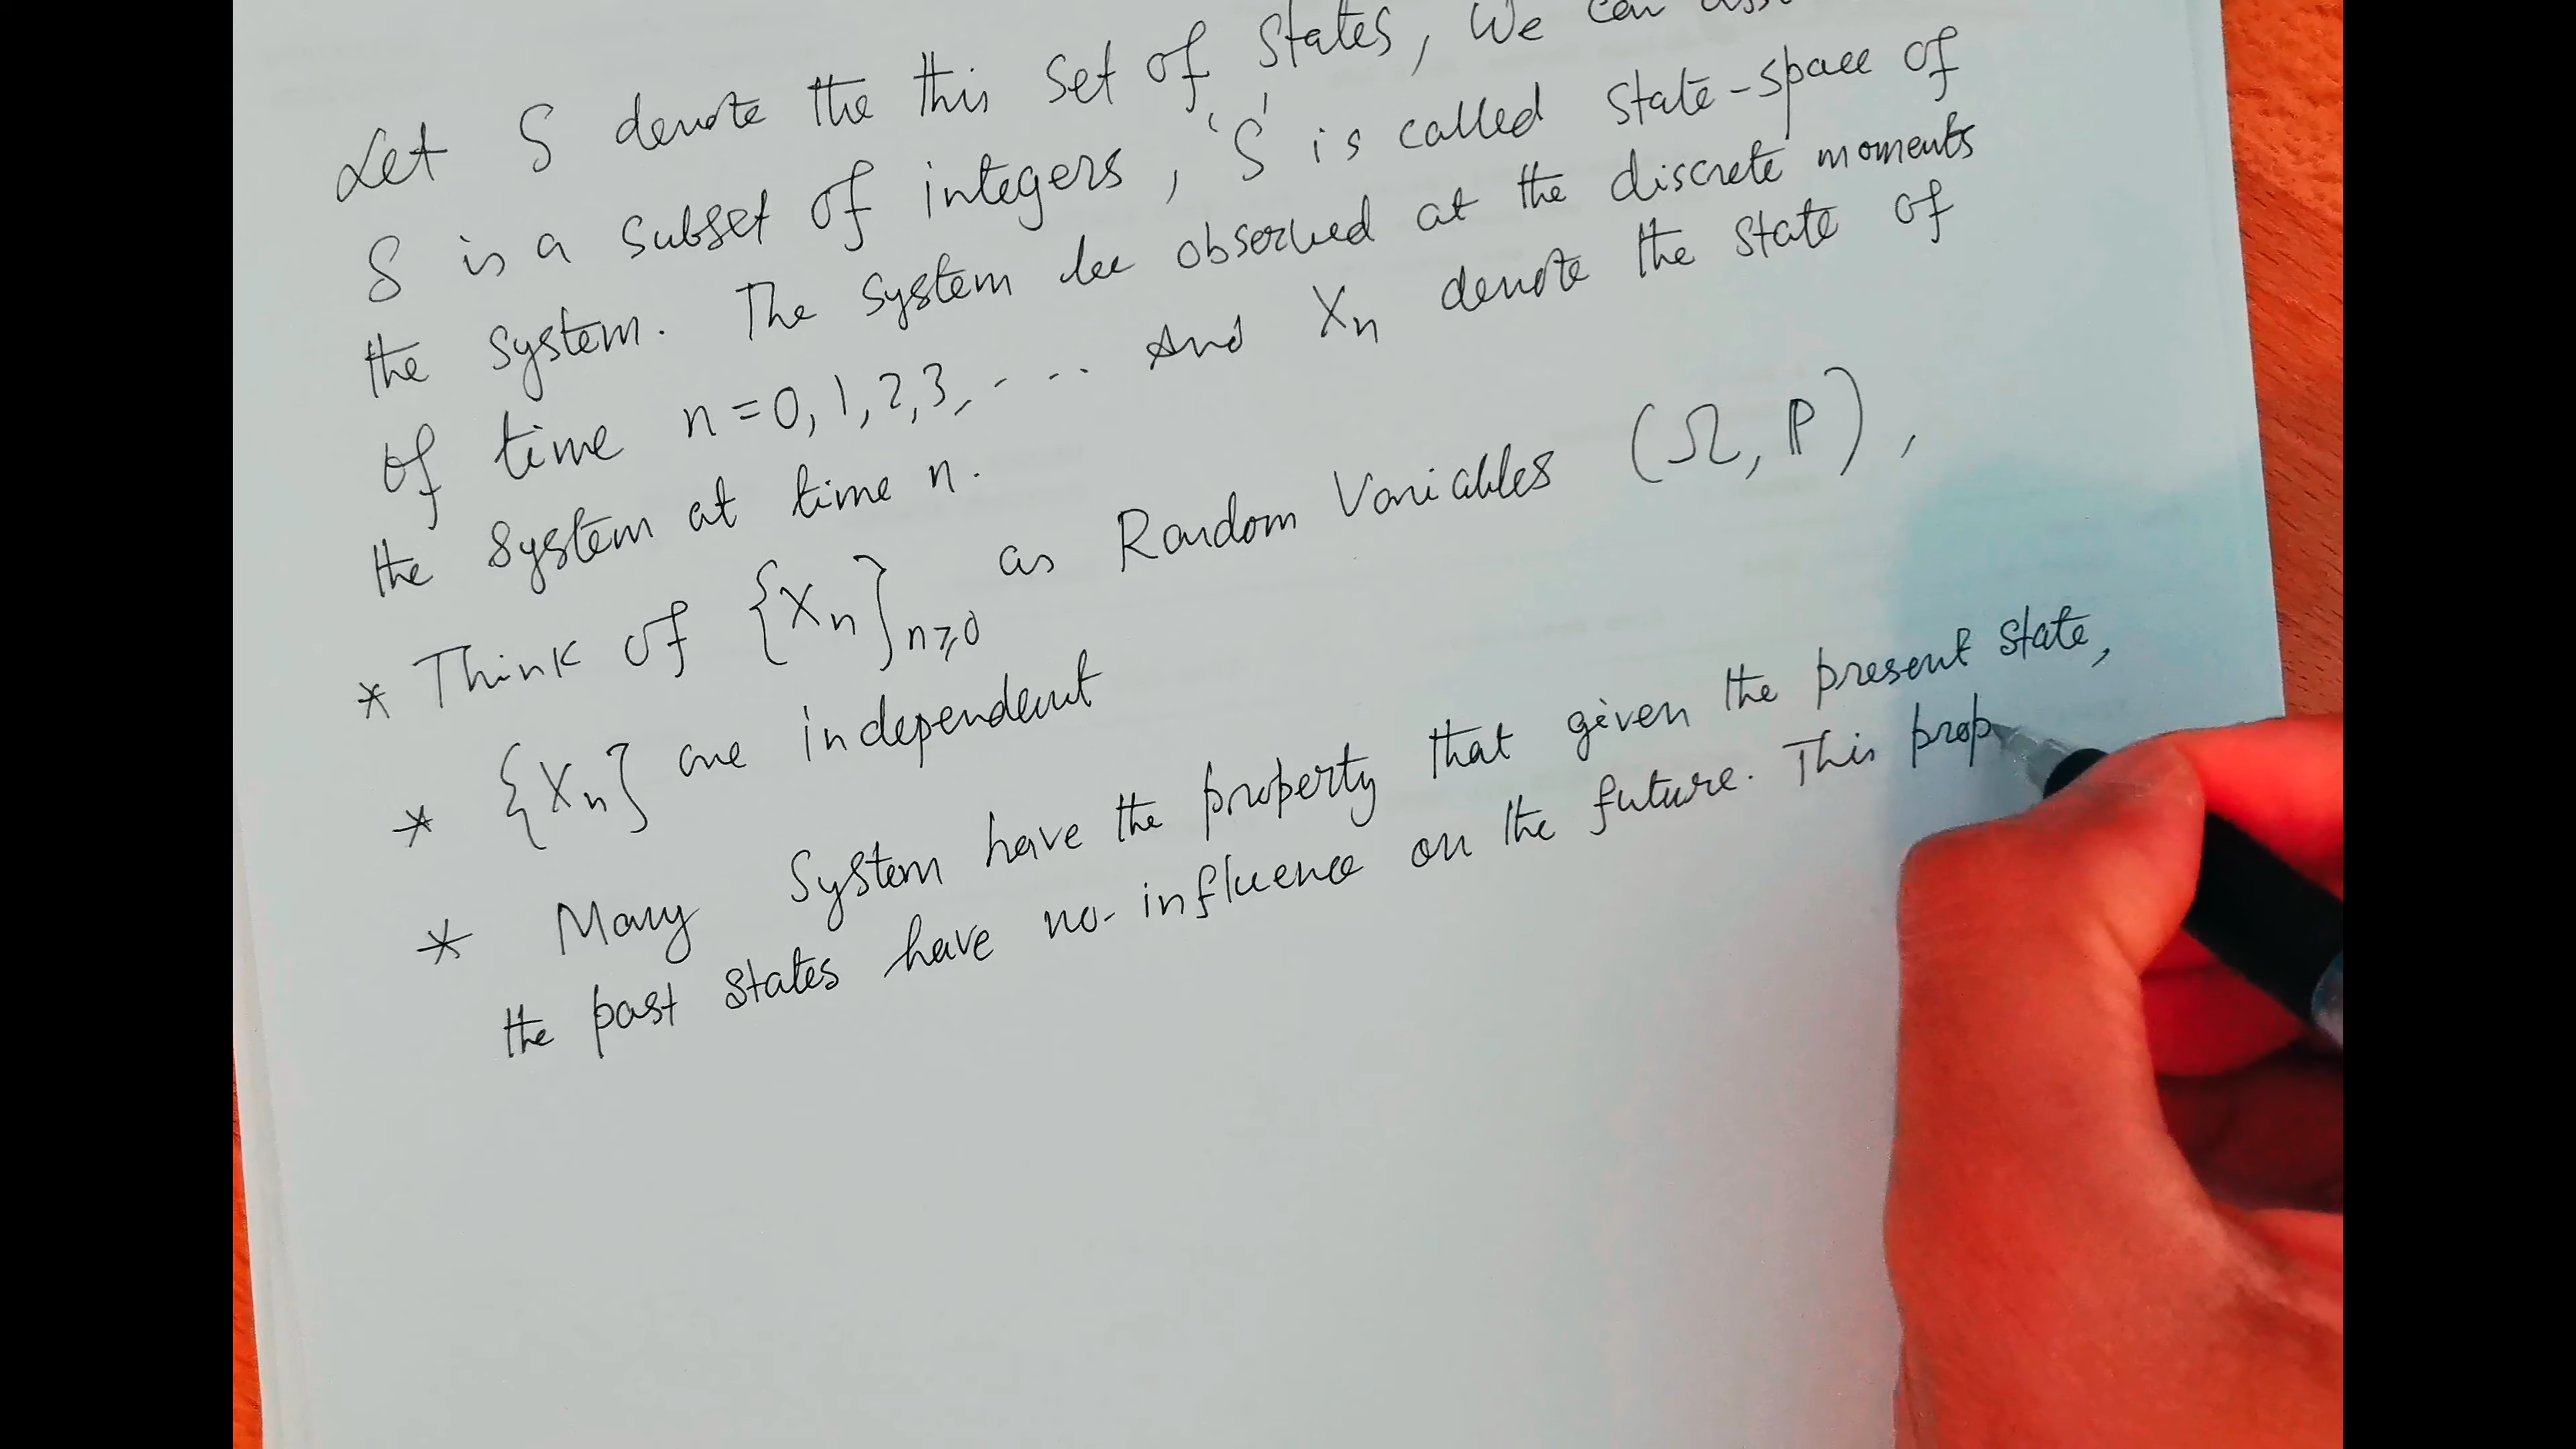 Let S denote the this set of states, We can
S is a subset of integers, 'S' is called state-space of
the system. The system be observed at the discrete moments
of time n = 0, 1, 2, 3, - - .. And Xn denote the state of
the system at time n.
* Think of {Xn}n≥0 as Random Variables (Ω, ℙ),
* {Xn} are independent
* Many System have the property that given the present state,
the past states have no-influence on the future. This prop